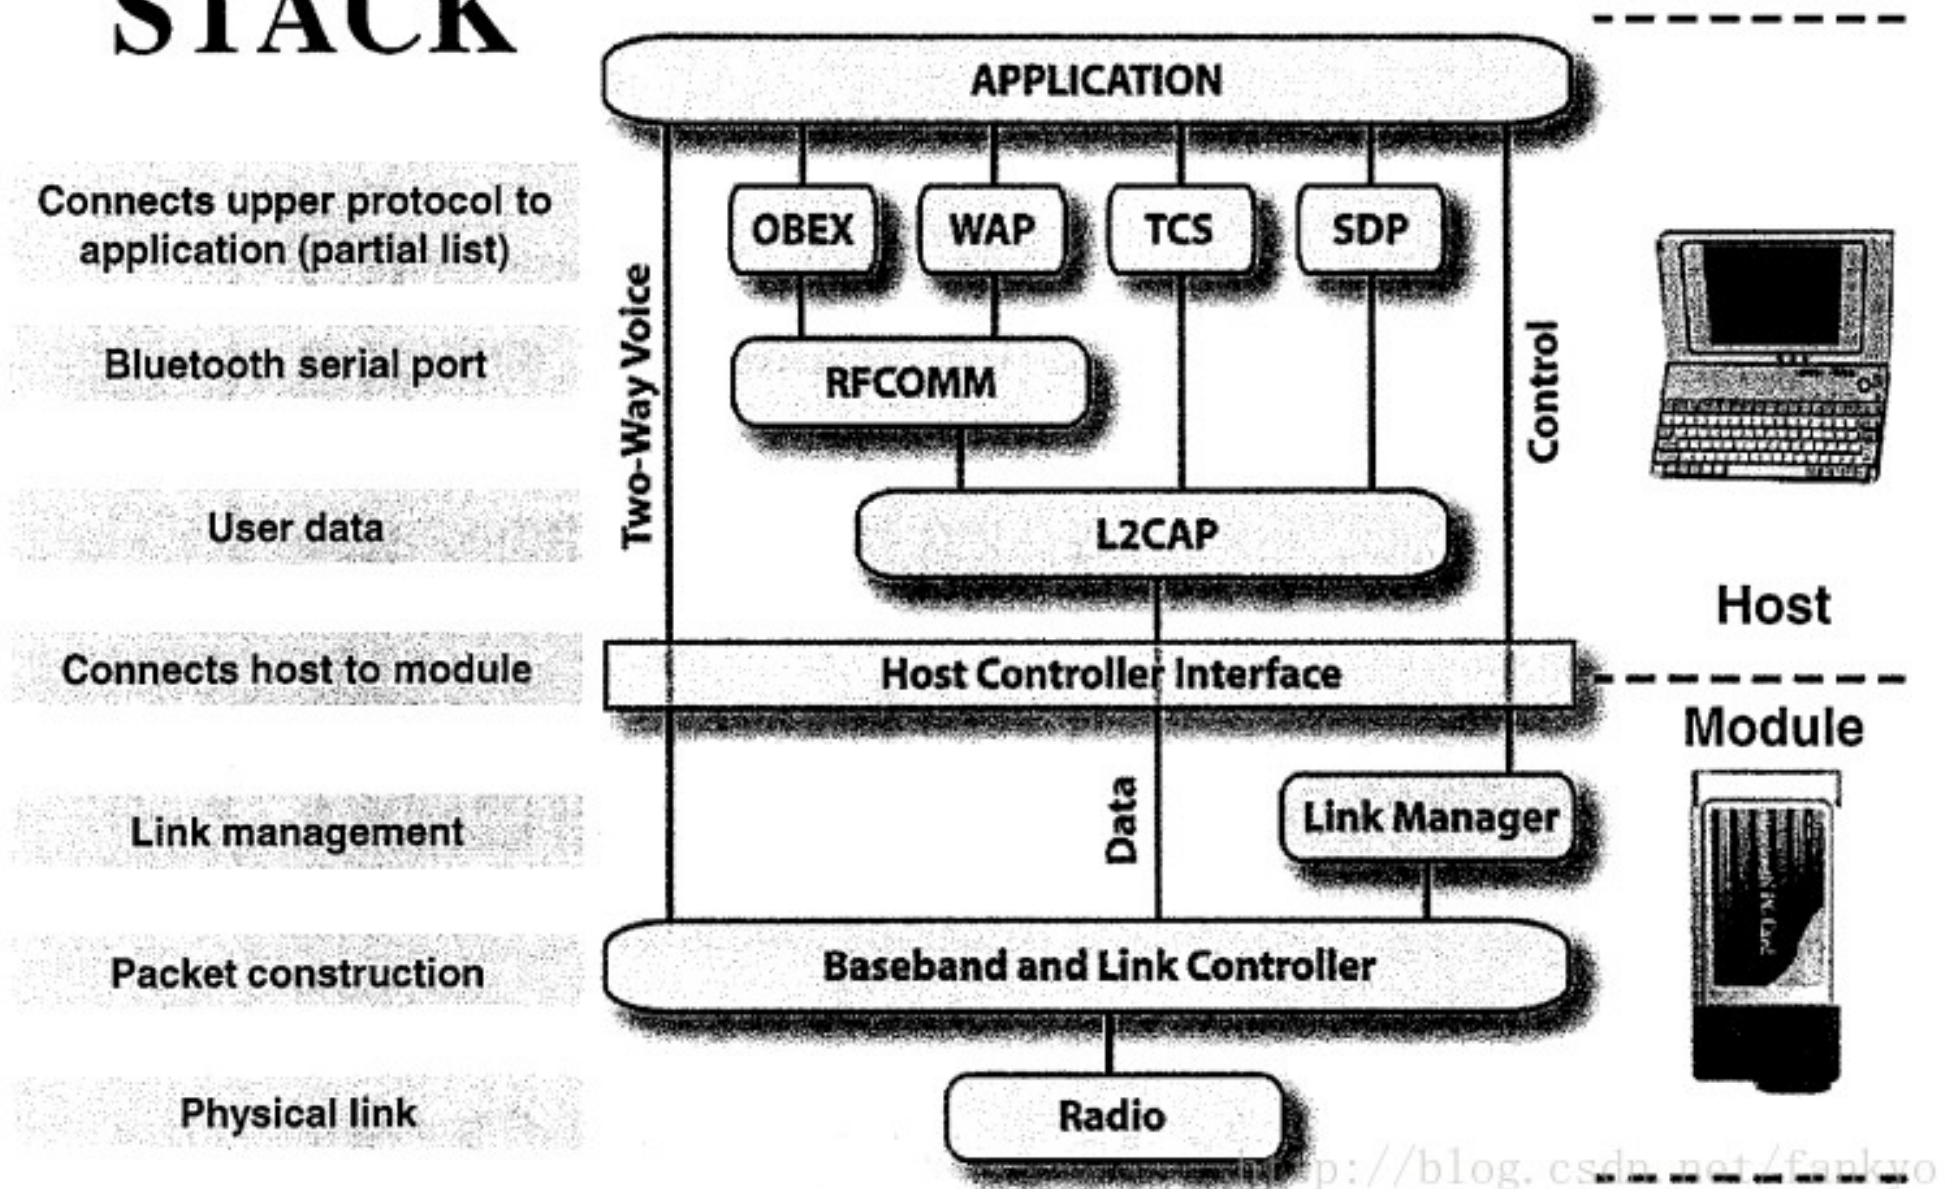 STACK
APPLICATION
Connects upper protocol to
application (partial list)
OBEX
WAP
TCS
SDP
Two-Way Voice
Control
Bluetooth serial port
RFCOMM
User data
L2CAP
Host
Connects host to module
Host Controller Interface
Module
Link management
Data
Link Manager
Packet construction
Baseband and Link Controller
Physical link
Radio
http://blog.csdn.net/fankyo